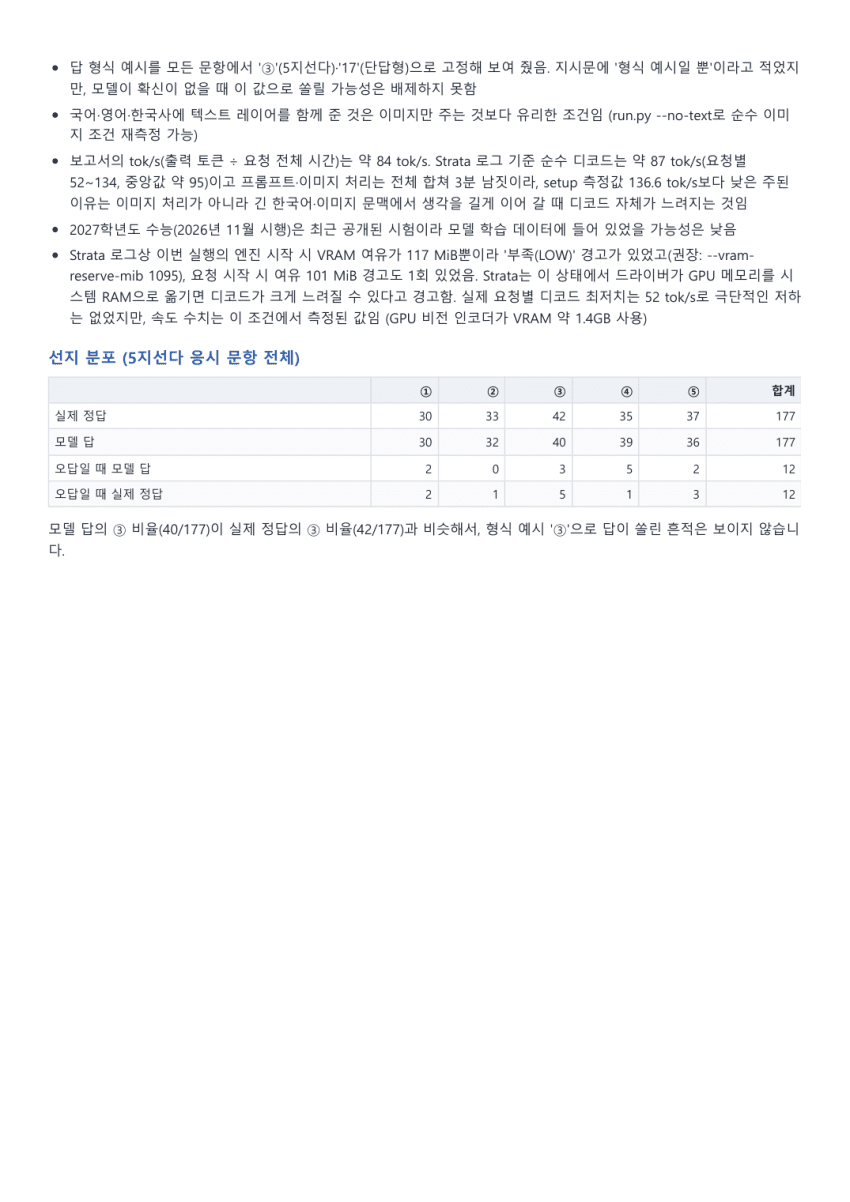 • 답 형식 예시를 모든 문항에서 '③'(5지선다)·'17'(단답형)으로 고정해 보여 줬음. 지시문에 '형식 예시일 뿐'이라고 적었지
만, 모델이 확신이 없을 때 이 값으로 쏠릴 가능성은 배제하지 못함
• 국어·영어·한국사에 텍스트 레이어를 함께 준 것은 이미지만 주는 것보다 유리한 조건임 (run.py --no-text로 순수 이미
지 조건 재측정 가능)
• 보고서의 tok/s(출력 토큰 ÷ 요청 전체 시간)는 약 84 tok/s. Strata 로그 기준 순수 디코드는 약 87 tok/s(요청별
52~134, 중앙값 약 95)이고 프롬프트·이미지 처리는 전체 합쳐 3분 남짓이라, setup 측정값 136.6 tok/s보다 낮은 주된
이유는 이미지 처리가 아니라 긴 한국어·이미지 문맥에서 생각을 길게 이어 갈 때 디코드 자체가 느려지는 것임
• 2027학년도 수능(2026년 11월 시행)은 최근 공개된 시험이라 모델 학습 데이터에 들어 있었을 가능성은 낮음
• Strata 로그상 이번 실행의 엔진 시작 시 VRAM 여유가 117 MiB뿐이라 '부족(LOW)' 경고가 있었고(권장: --vram-
reserve-mib 1095), 요청 시작 시 여유 101 MiB 경고도 1회 있었음. Strata는 이 상태에서 드라이버가 GPU 메모리를 시
스템 RAM으로 옮기면 디코드가 크게 느려질 수 있다고 경고함. 실제 요청별 디코드 최저치는 52 tok/s로 극단적인 저하
는 없었지만, 속도 수치는 이 조건에서 측정된 값임 (GPU 비전 인코더가 VRAM 약 1.4GB 사용)
선지 분포 (5지선다 응시 문항 전체)
① ② ③ ④ ⑤ 합계
실제 정답 30 33 42 35 37 177
모델 답 30 32 40 39 36 177
오답일 때 모델 답 2 0 3 5 2 12
오답일 때 실제 정답 2 1 5 1 3 12
모델 답의 ③ 비율(40/177)이 실제 정답의 ③ 비율(42/177)과 비슷해서, 형식 예시 '③'으로 답이 쏠린 흔적은 보이지 않습니
다.